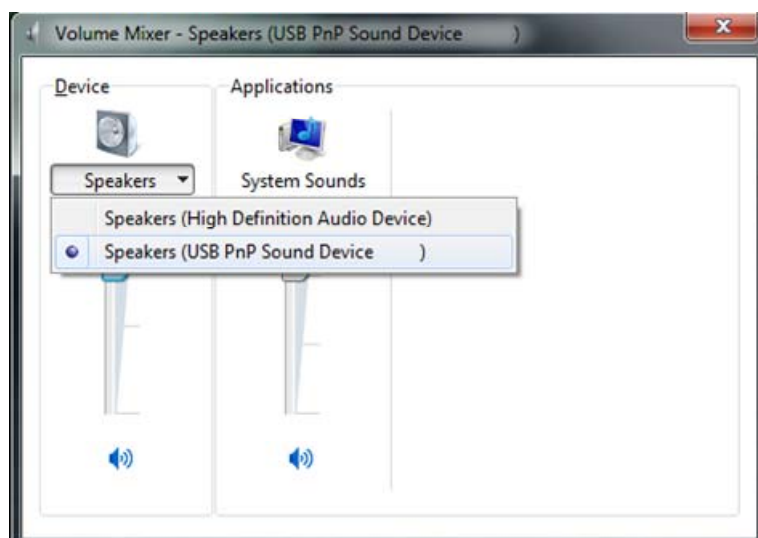 Volume Mixer - Speakers (USB PnP Sound Device        )
Device
Applications
Speakers
System Sounds
Speakers (High Definition Audio Device)
Speakers (USB PnP Sound Device        )